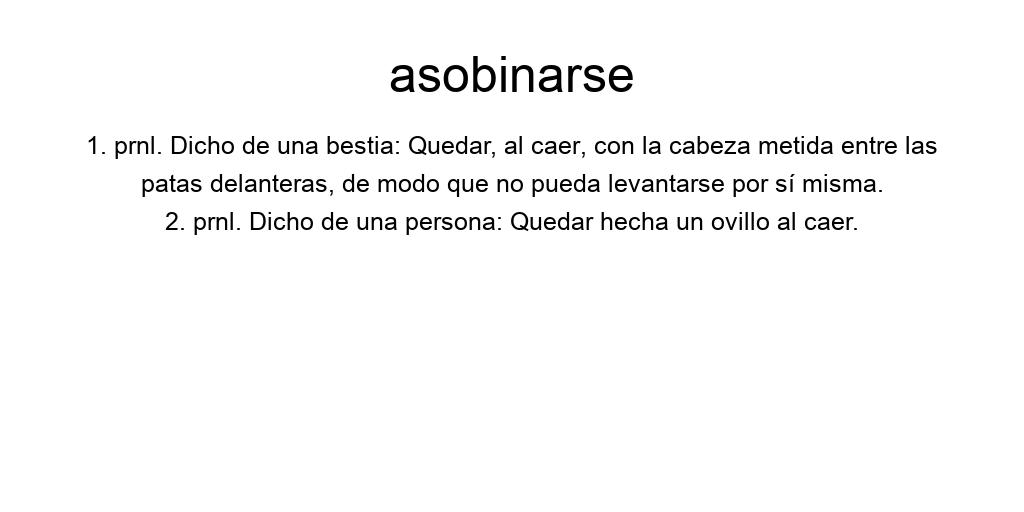 asobinarse
1. prnl. Dicho de una bestia: Quedar, al caer, con la cabeza metida entre las
patas delanteras, de modo que no pueda levantarse por sí misma.
2. prnl. Dicho de una persona: Quedar hecha un ovillo al caer.